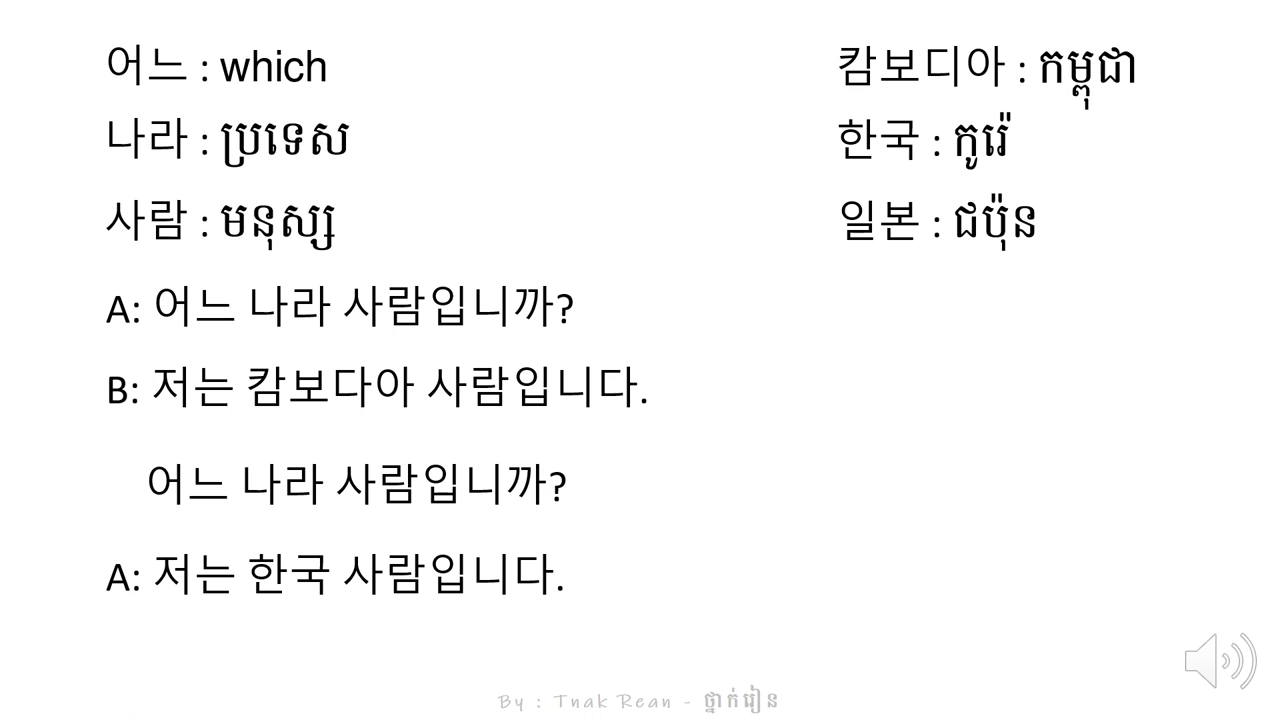 어느 : which
나라 : ប្រទេស
사람 : មនុស្ស
캄보디아 : កម្ពុជា
한국 : កូរ៉េ
일본 : ជប៉ុន
A: 어느 나라 사람입니까?
B: 저는 캄보다아 사람입니다.
어느 나라 사람입니까?
A: 저는 한국 사람입니다.
By : Tnak Rean - ថ្នាក់រៀន